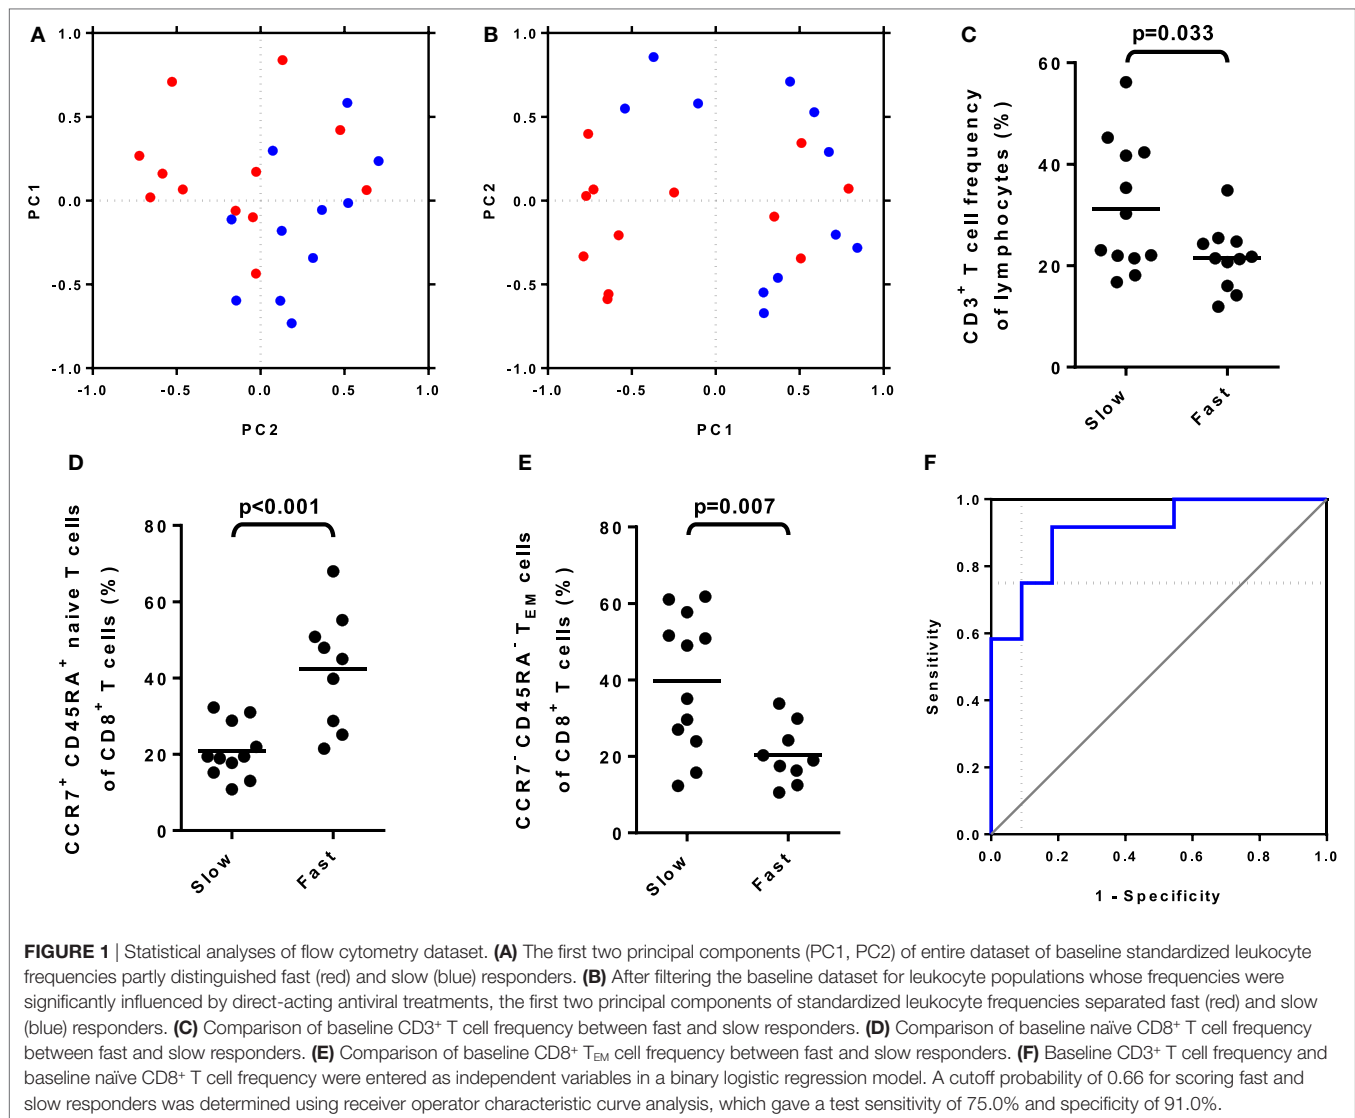 A
1.0
0.5
0.0
-0.5
-1.0
PC1
-1.0 -0.5 0.0 0.5 1.0
PC2
B
1.0
0.5
0.0
-0.5
-1.0
PC2
-1.0 -0.5 0.0 0.5 1.0
PC1
C
p=0.033
CD3+ T cell frequency
of lymphocytes (%)
60
40
20
0
Slow Fast
D
p<0.001
CCR7+ CD45RA+ naive T cells
of CD8+ T cells (%)
80
60
40
20
0
Slow Fast
E
p=0.007
CCR7- CD45RA- TEM cells
of CD8+ T cells (%)
80
60
40
20
0
Slow Fast
F
1.0
0.8
0.6
0.4
0.2
0.0
Sensitivity
0.0 0.2 0.4 0.6 0.8 1.0
1 - Specificity
FIGURE 1 | Statistical analyses of flow cytometry dataset. (A) The first two principal components (PC1, PC2) of entire dataset of baseline standardized leukocyte
frequencies partly distinguished fast (red) and slow (blue) responders. (B) After filtering the baseline dataset for leukocyte populations whose frequencies were
significantly influenced by direct-acting antiviral treatments, the first two principal components of standardized leukocyte frequencies separated fast (red) and slow
(blue) responders. (C) Comparison of baseline CD3+ T cell frequency between fast and slow responders. (D) Comparison of baseline naïve CD8+ T cell frequency
between fast and slow responders. (E) Comparison of baseline CD8+ TEM cell frequency between fast and slow responders. (F) Baseline CD3+ T cell frequency and
baseline naïve CD8+ T cell frequency were entered as independent variables in a binary logistic regression model. A cutoff probability of 0.66 for scoring fast and
slow responders was determined using receiver operator characteristic curve analysis, which gave a test sensitivity of 75.0% and specificity of 91.0%.